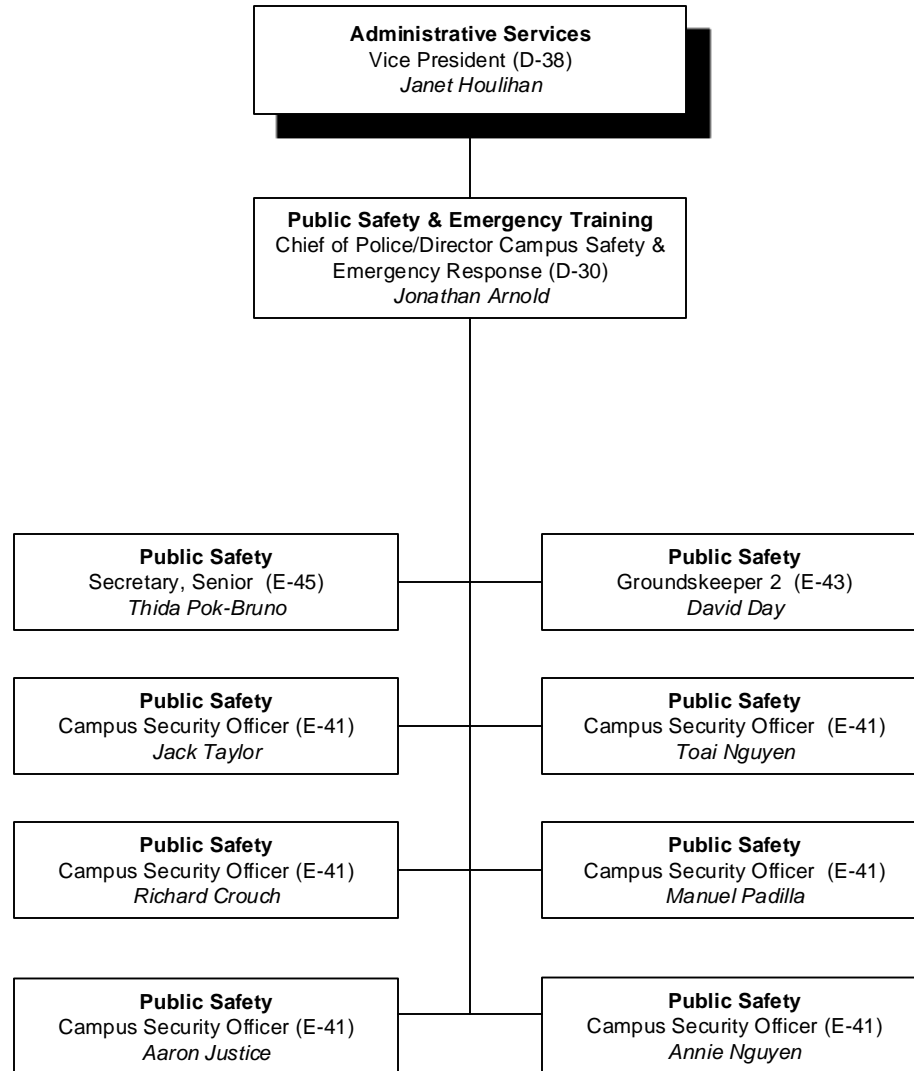 Administrative Services
Vice President (D-38)
Janet Houlihan
Public Safety & Emergency Training
Chief of Police/Director Campus Safety &
Emergency Response (D-30)
Jonathan Arnold
Public Safety
Secretary, Senior (E-45)
Thida Pok-Bruno
Public Safety
Groundskeeper 2 (E-43)
David Day
Public Safety
Campus Security Officer (E-41)
Jack Taylor
Public Safety
Campus Security Officer (E-41)
Toai Nguyen
Public Safety
Campus Security Officer (E-41)
Richard Crouch
Public Safety
Campus Security Officer (E-41)
Manuel Padilla
Public Safety
Campus Security Officer (E-41)
Aaron Justice
Public Safety
Campus Security Officer (E-41)
Annie Nguyen